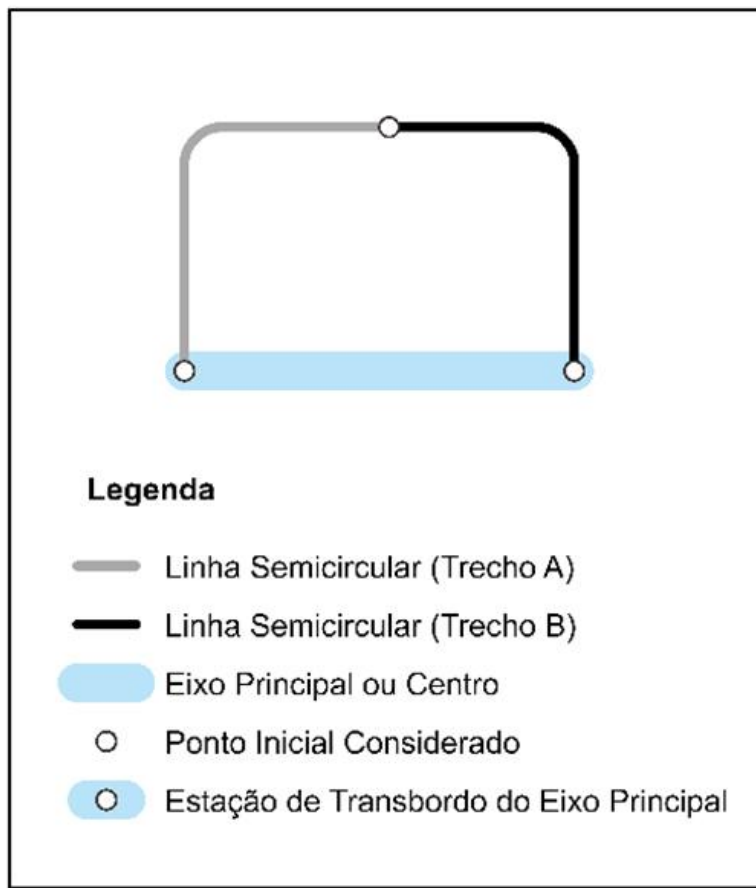 Legenda
Linha Semicircular (Trecho A)
Linha Semicircular (Trecho B)
Eixo Principal ou Centro
Ponto Inicial Considerado
Estação de Transbordo do Eixo Principal